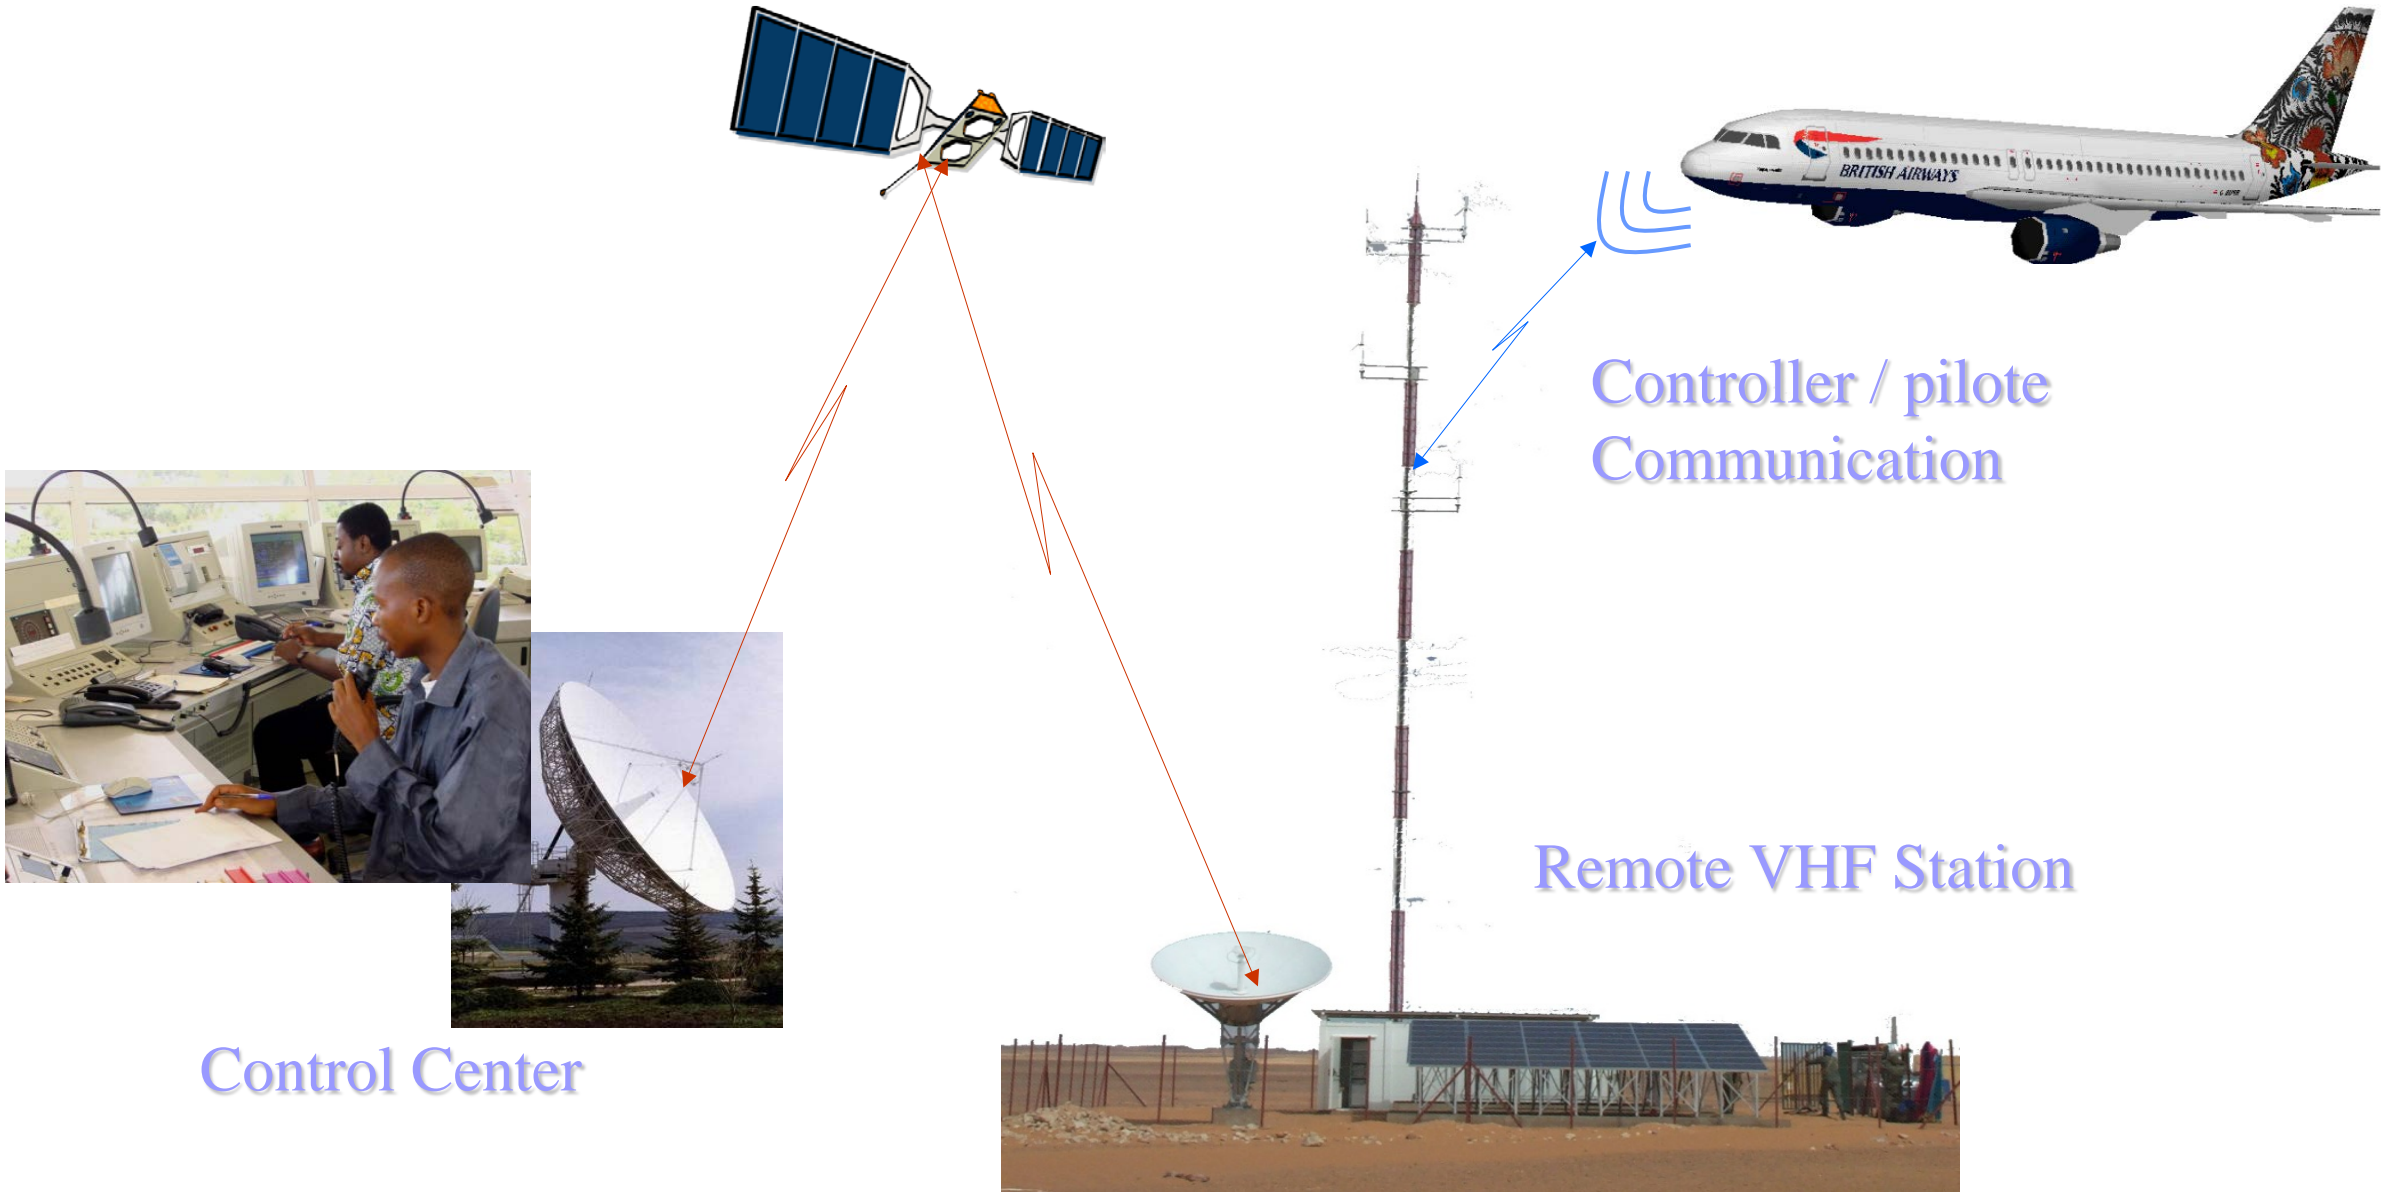 BRITISH AIRWAYS
Controller / pilote
Communication
Remote VHF Station
Control Center